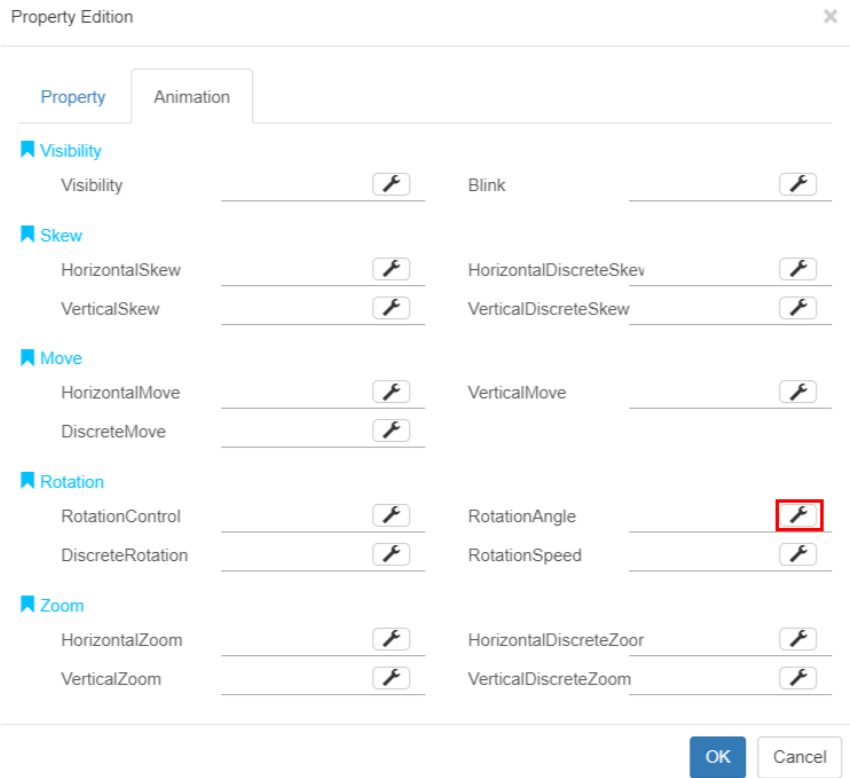 Property Edition ×
Property Animation
Visibility
Visibility Blink
Skew
HorizontalSkew HorizontalDiscreteSkev
VerticalSkew VerticalDiscreteSkew
Move
HorizontalMove VerticalMove
DiscreteMove
Rotation
RotationControl RotationAngle
DiscreteRotation RotationSpeed
Zoom
HorizontalZoom HorizontalDiscreteZoor
VerticalZoom VerticalDiscreteZoom
OK Cancel